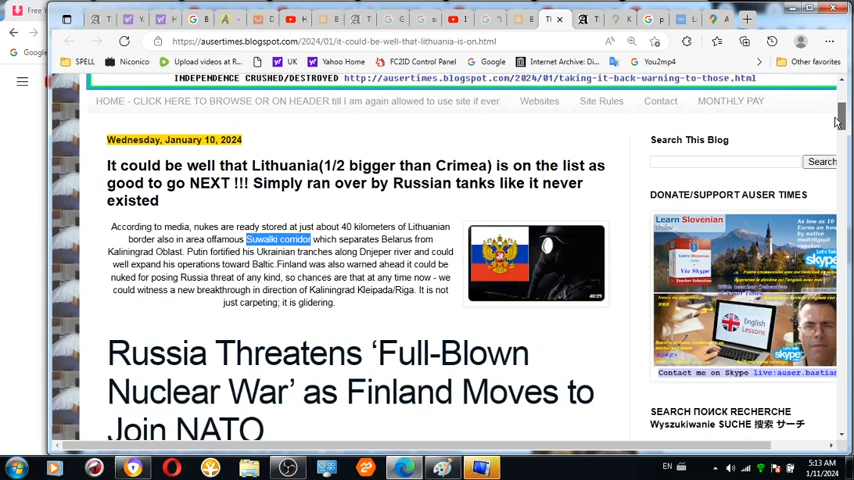 https://ausertimes.blogspot.com/2024/01/it-could-be-well-that-lithuania-is-on.html
SPELL Niconico Upload videos - R... UK Yahoo Home FC2ID Control Panel Google Internet Archive: Di... Google You2mp4 Other favorites
INDEPENDENCE CRUSHED/DESTROYED http://ausertimes.blogspot.com/2024/01/taking-it-back-warning-to-those.html
HOME - CLICK HERE TO BROWSE OR ON HEADER till I am again allowed to use site if ever Websites Site Rules Contact MONTHLY PAY
Wednesday, January 10, 2024
It could be well that Lithuania(1/2 bigger than Crimea) is on the list as
good to go NEXT !!! Simply ran over by Russian tanks like it never
existed
According to media, nukes are ready stored at just about 40 kilometers of Lithuanian
border also in area offamous Suwalki corridor which separates Belarus from
Kaliningrad Oblast. Putin fortified his Ukrainian tranches along Dnjeper river and could
well expand his operations toward Baltic.Finland was also warned ahead it could be
nuked for posing Russia threat of any kind, so chances are that at any time now - we
could witness a new breakthrough in direction of Kaliningrad Kleipada/Riga. It is not
just carpeting; it is glidering.
Russia Threatens ‘Full-Blown
Nuclear War’ as Finland Moves to
Join NATO
Search This Blog
Search
DONATE/SUPPORT AUSER TIMES
Learn Slovenian
Via Skype
English
Lessons
skype
Contact me on Skype live:auser.bastian
SEARCH ПОИСК RECHERCHE
Wyszukiwanie SUCHE 搜索 サーチ
EN
5:13 AM
1/11/2024